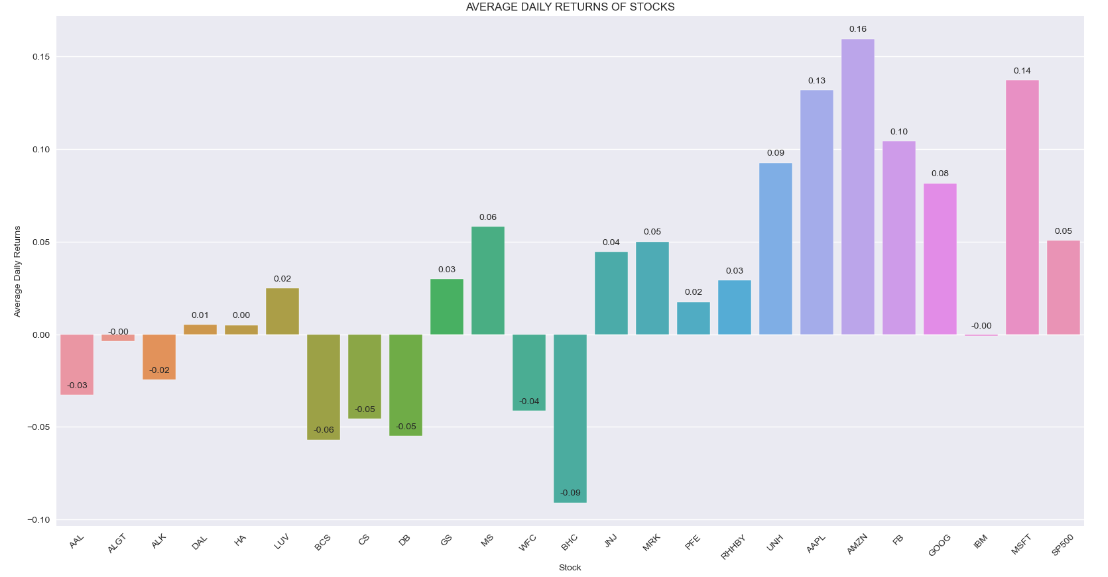 AVERAGE DAILY RETURNS OF STOCKS
Average Daily Returns
0.15
0.10
0.05
0.00
−0.05
−0.10
-0.03
-0.00
-0.02
0.01
0.00
0.02
-0.06
-0.05
-0.05
0.03
0.06
-0.04
-0.09
0.04
0.05
0.02
0.03
0.09
0.13
0.16
0.10
0.08
-0.00
0.14
0.05
AAL
ALGT
ALK
DAL
HA
LUV
BCS
CS
DB
GS
MS
WFC
BHC
JNJ
MRK
PFE
RHHBY
UNH
AAPL
AMZN
FB
GOOG
IBM
MSFT
SP500
Stock